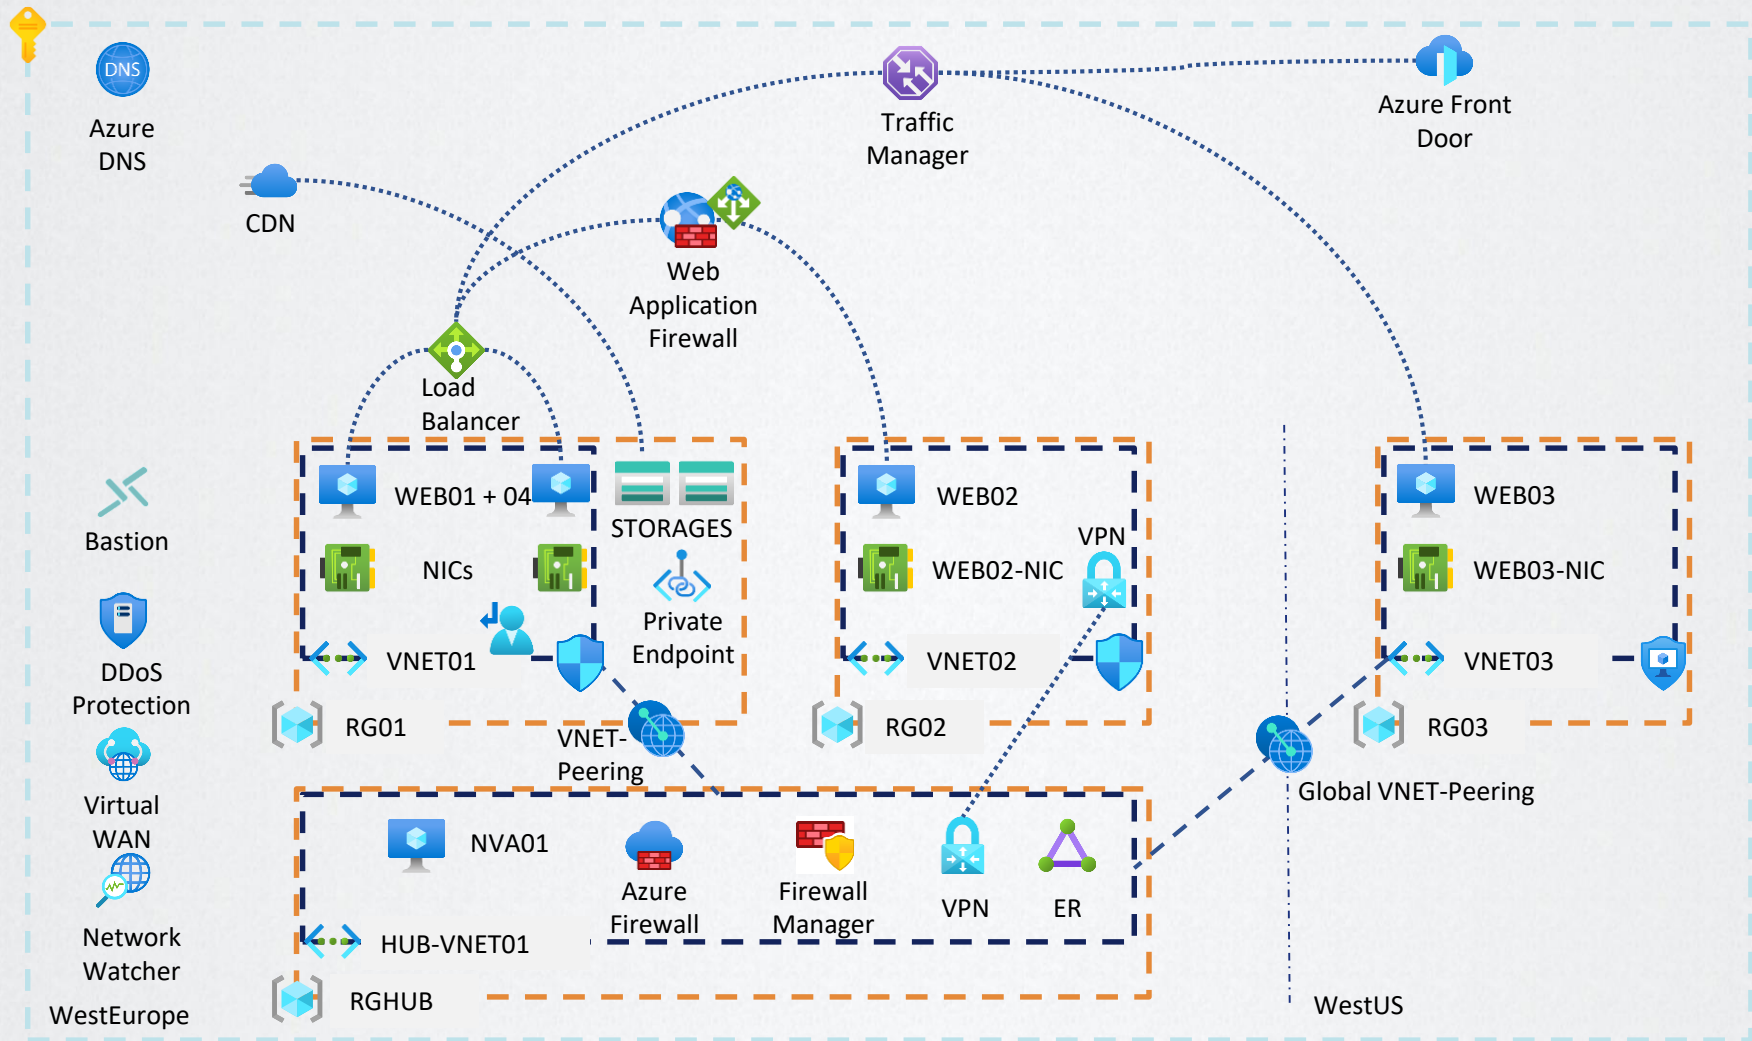 DNS
Azure
DNS
Traffic
Manager
Azure Front
Door
CDN
Web
Application
Firewall
Load
Balancer
Bastion
DDoS
Protection
Virtual
WAN
Network
Watcher
WestEurope
WEB01 + 04
NICs
VNET01
RG01
STORAGES
Private
Endpoint
VNET-
Peering
WEB02
VPN
WEB02-NIC
VNET02
RG02
WEB03
WEB03-NIC
VNET03
RG03
Global VNET-Peering
NVA01
Azure
Firewall
Firewall
Manager
VPN
ER
HUB-VNET01
RGHUB
WestUS